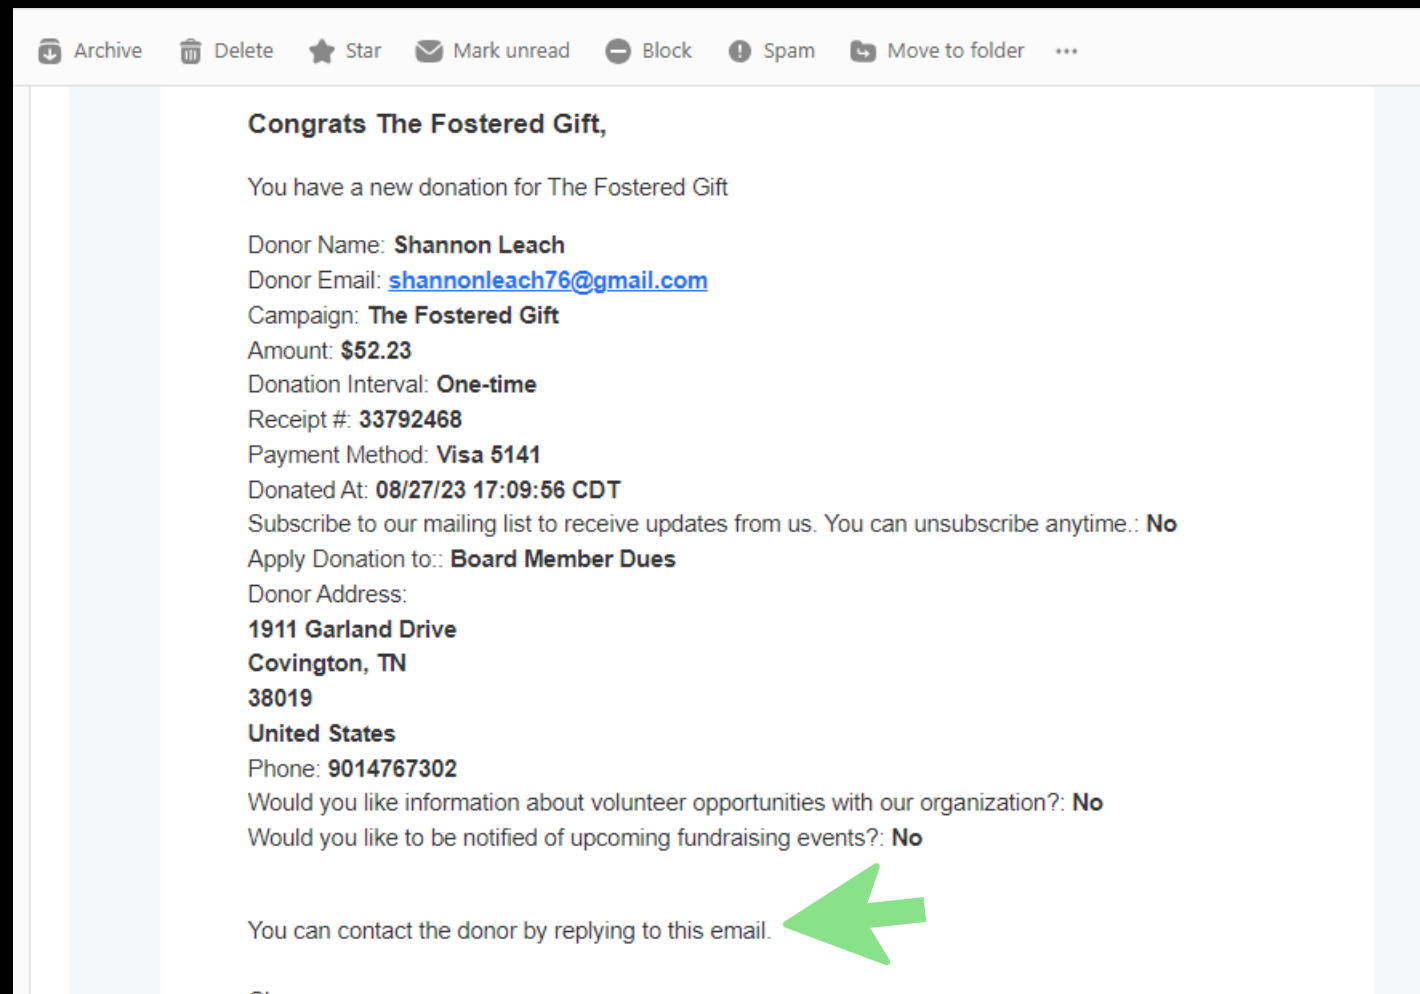 Archive Delete Star Mark unread Block Spam Move to folder ...
Congrats The Fostered Gift,
You have a new donation for The Fostered Gift
Donor Name: Shannon Leach
Donor Email: shannonleach76@gmail.com
Campaign: The Fostered Gift
Amount: $52.23
Donation Interval: One-time
Receipt #: 33792468
Payment Method: Visa 5141
Donated At: 08/27/23 17:09:56 CDT
Subscribe to our mailing list to receive updates from us. You can unsubscribe anytime.: No
Apply Donation to:: Board Member Dues
Donor Address:
1911 Garland Drive
Covington, TN
38019
United States
Phone: 9014767302
Would you like information about volunteer opportunities with our organization?: No
Would you like to be notified of upcoming fundraising events?: No
You can contact the donor by replying to this email.